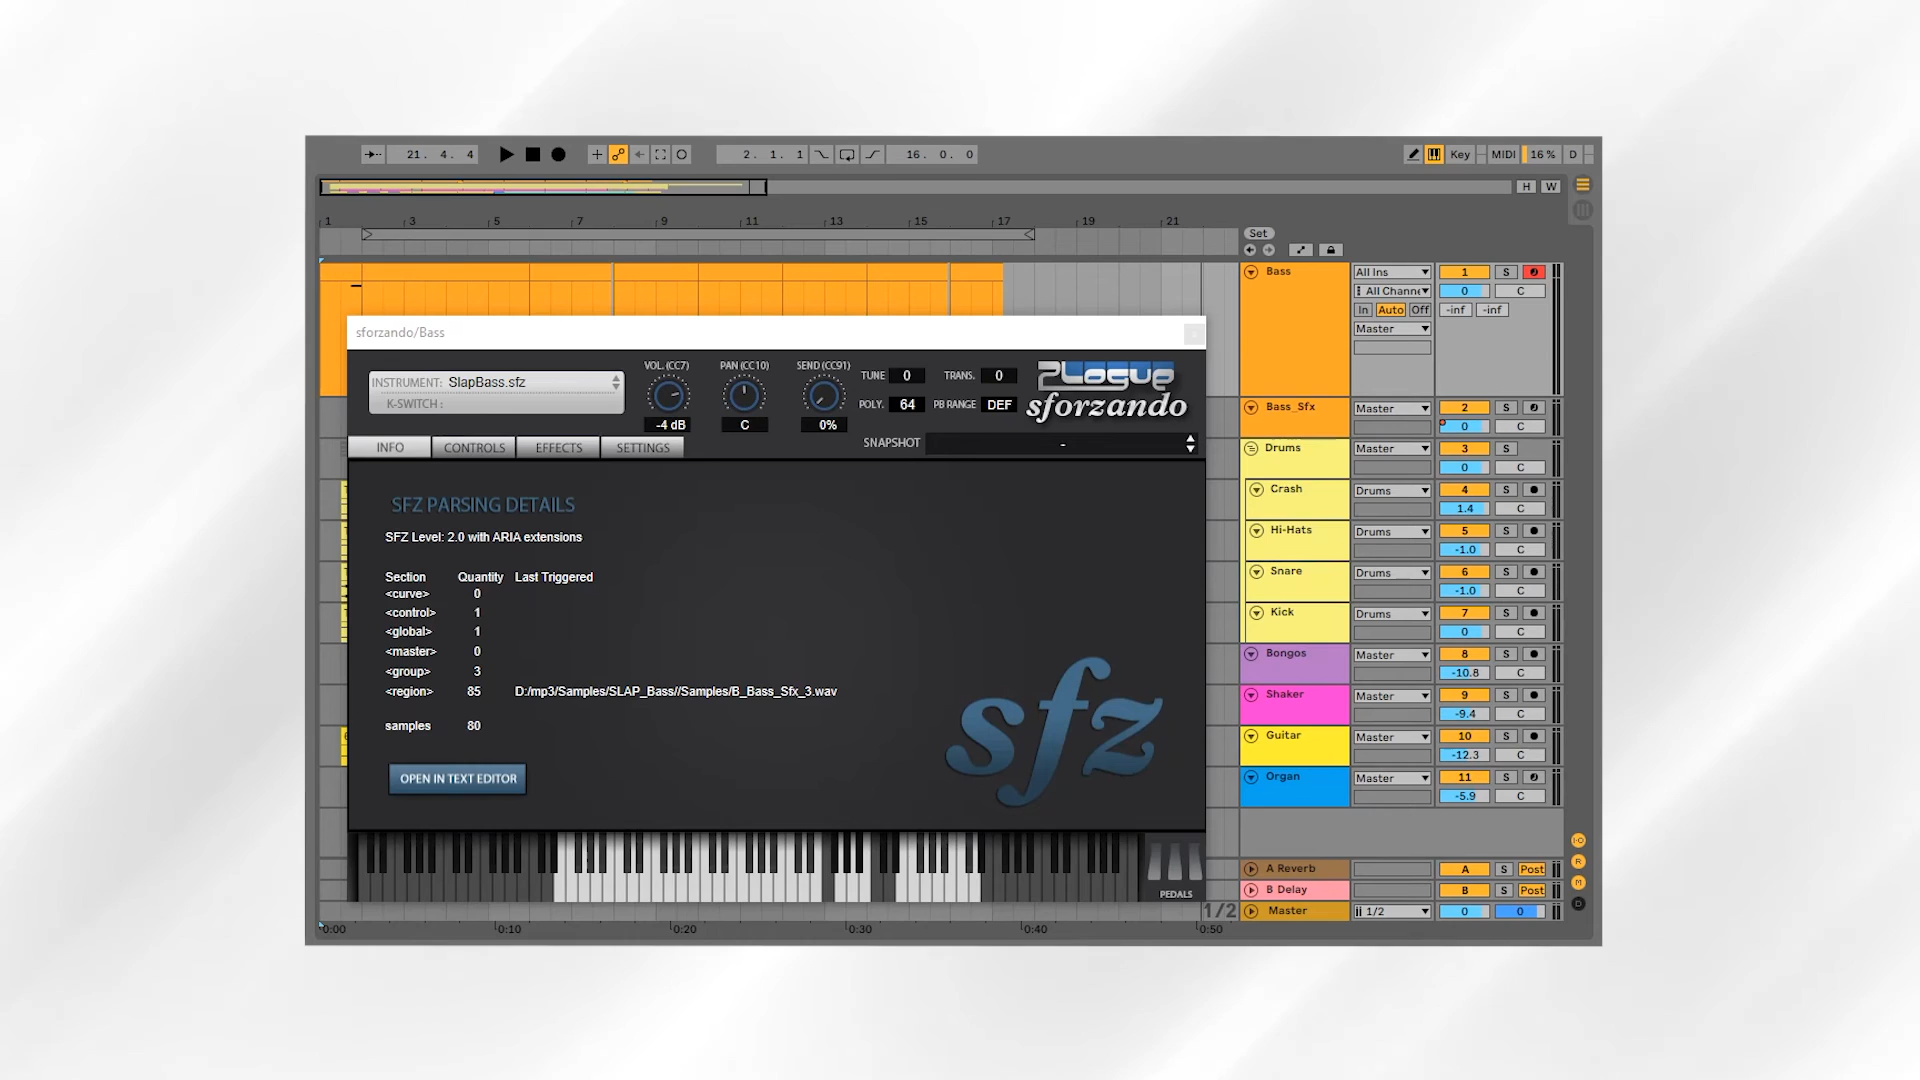 21. 4. 4
2. 1. 1
16. 0. 0
Key
MIDI
16 %
D
H W
1 3 5 7 9 11 13 15 17 19 21
Set
Bass All Ins 1 S
All Channe 0 C
In Auto Off -inf -inf
Master
sforzando/Bass
INSTRUMENT: SlapBass.sfz
K-SWITCH :
VOL. (CC7) PAN (CC10) SEND (CC91)
-4 dB C 0%
TUNE 0 TRANS. 0
POLY. 64 PB RANGE DEF
Plogue
sforzando
SNAPSHOT -
INFO CONTROLS EFFECTS SETTINGS
SFZ PARSING DETAILS
SFZ Level: 2.0 with ARIA extensions
Section Quantity Last Triggered
<curve> 0
<control> 1
<global> 1
<master> 0
<group> 3
<region> 85 D:/mp3/Samples/SLAP_Bass//Samples/B_Bass_Sfx_3.wav
samples 80
OPEN IN TEXT EDITOR
sfz
PEDALS
Bass_Sfx Master 2 S
0 C
Drums Master 3 S
0 C
Crash Drums 4 S
1.4 C
Hi-Hats Drums 5 S
-1.0 C
Snare Drums 6 S
-1.0 C
Kick Drums 7 S
0 C
Bongos Master 8 S
-10.8 C
Shaker Master 9 S
-9.4 C
Guitar Master 10 S
-12.3 C
Organ Master 11 S
-5.9 C
I·O
R
M
D
A Reverb A S Post
B Delay B S Post
1/2 Master 1/2 0 0
0:00 0:10 0:20 0:30 0:40 0:50